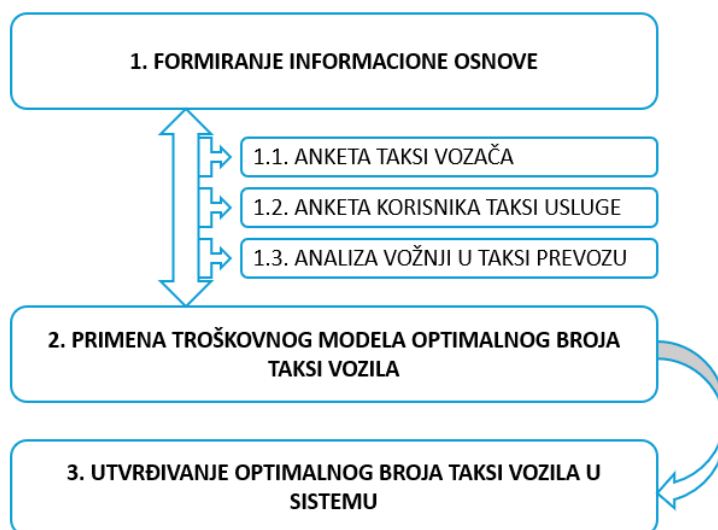 1. FORMIRANJE INFORMACIONE OSNOVE
1.1. ANKETA TAKSI VOZAČA
1.2. ANKETA KORISNIKA TAKSI USLUGE
1.3. ANALIZA VOŽNJI U TAKSI PREVOZU
2. PRIMENA TROŠKOVNOG MODELA OPTIMALNOG BROJA
TAKSI VOZILA
3. UTVRĐIVANJE OPTIMALNOG BROJA TAKSI VOZILA U
SISTEMU